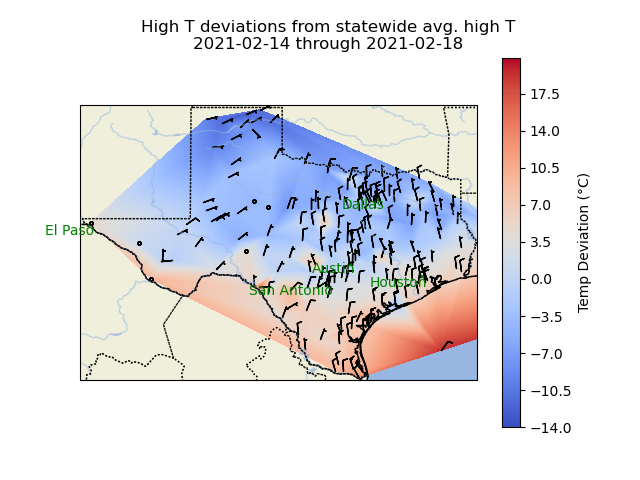 High T deviations from statewide avg. high T
2021-02-14 through 2021-02-18
17.5
14.0
10.5
7.0
3.5
0.0
−3.5
−7.0
−10.5
−14.0
Temp Deviation (°C)
Dallas
El Paso
Austin
San Antonio
Houston